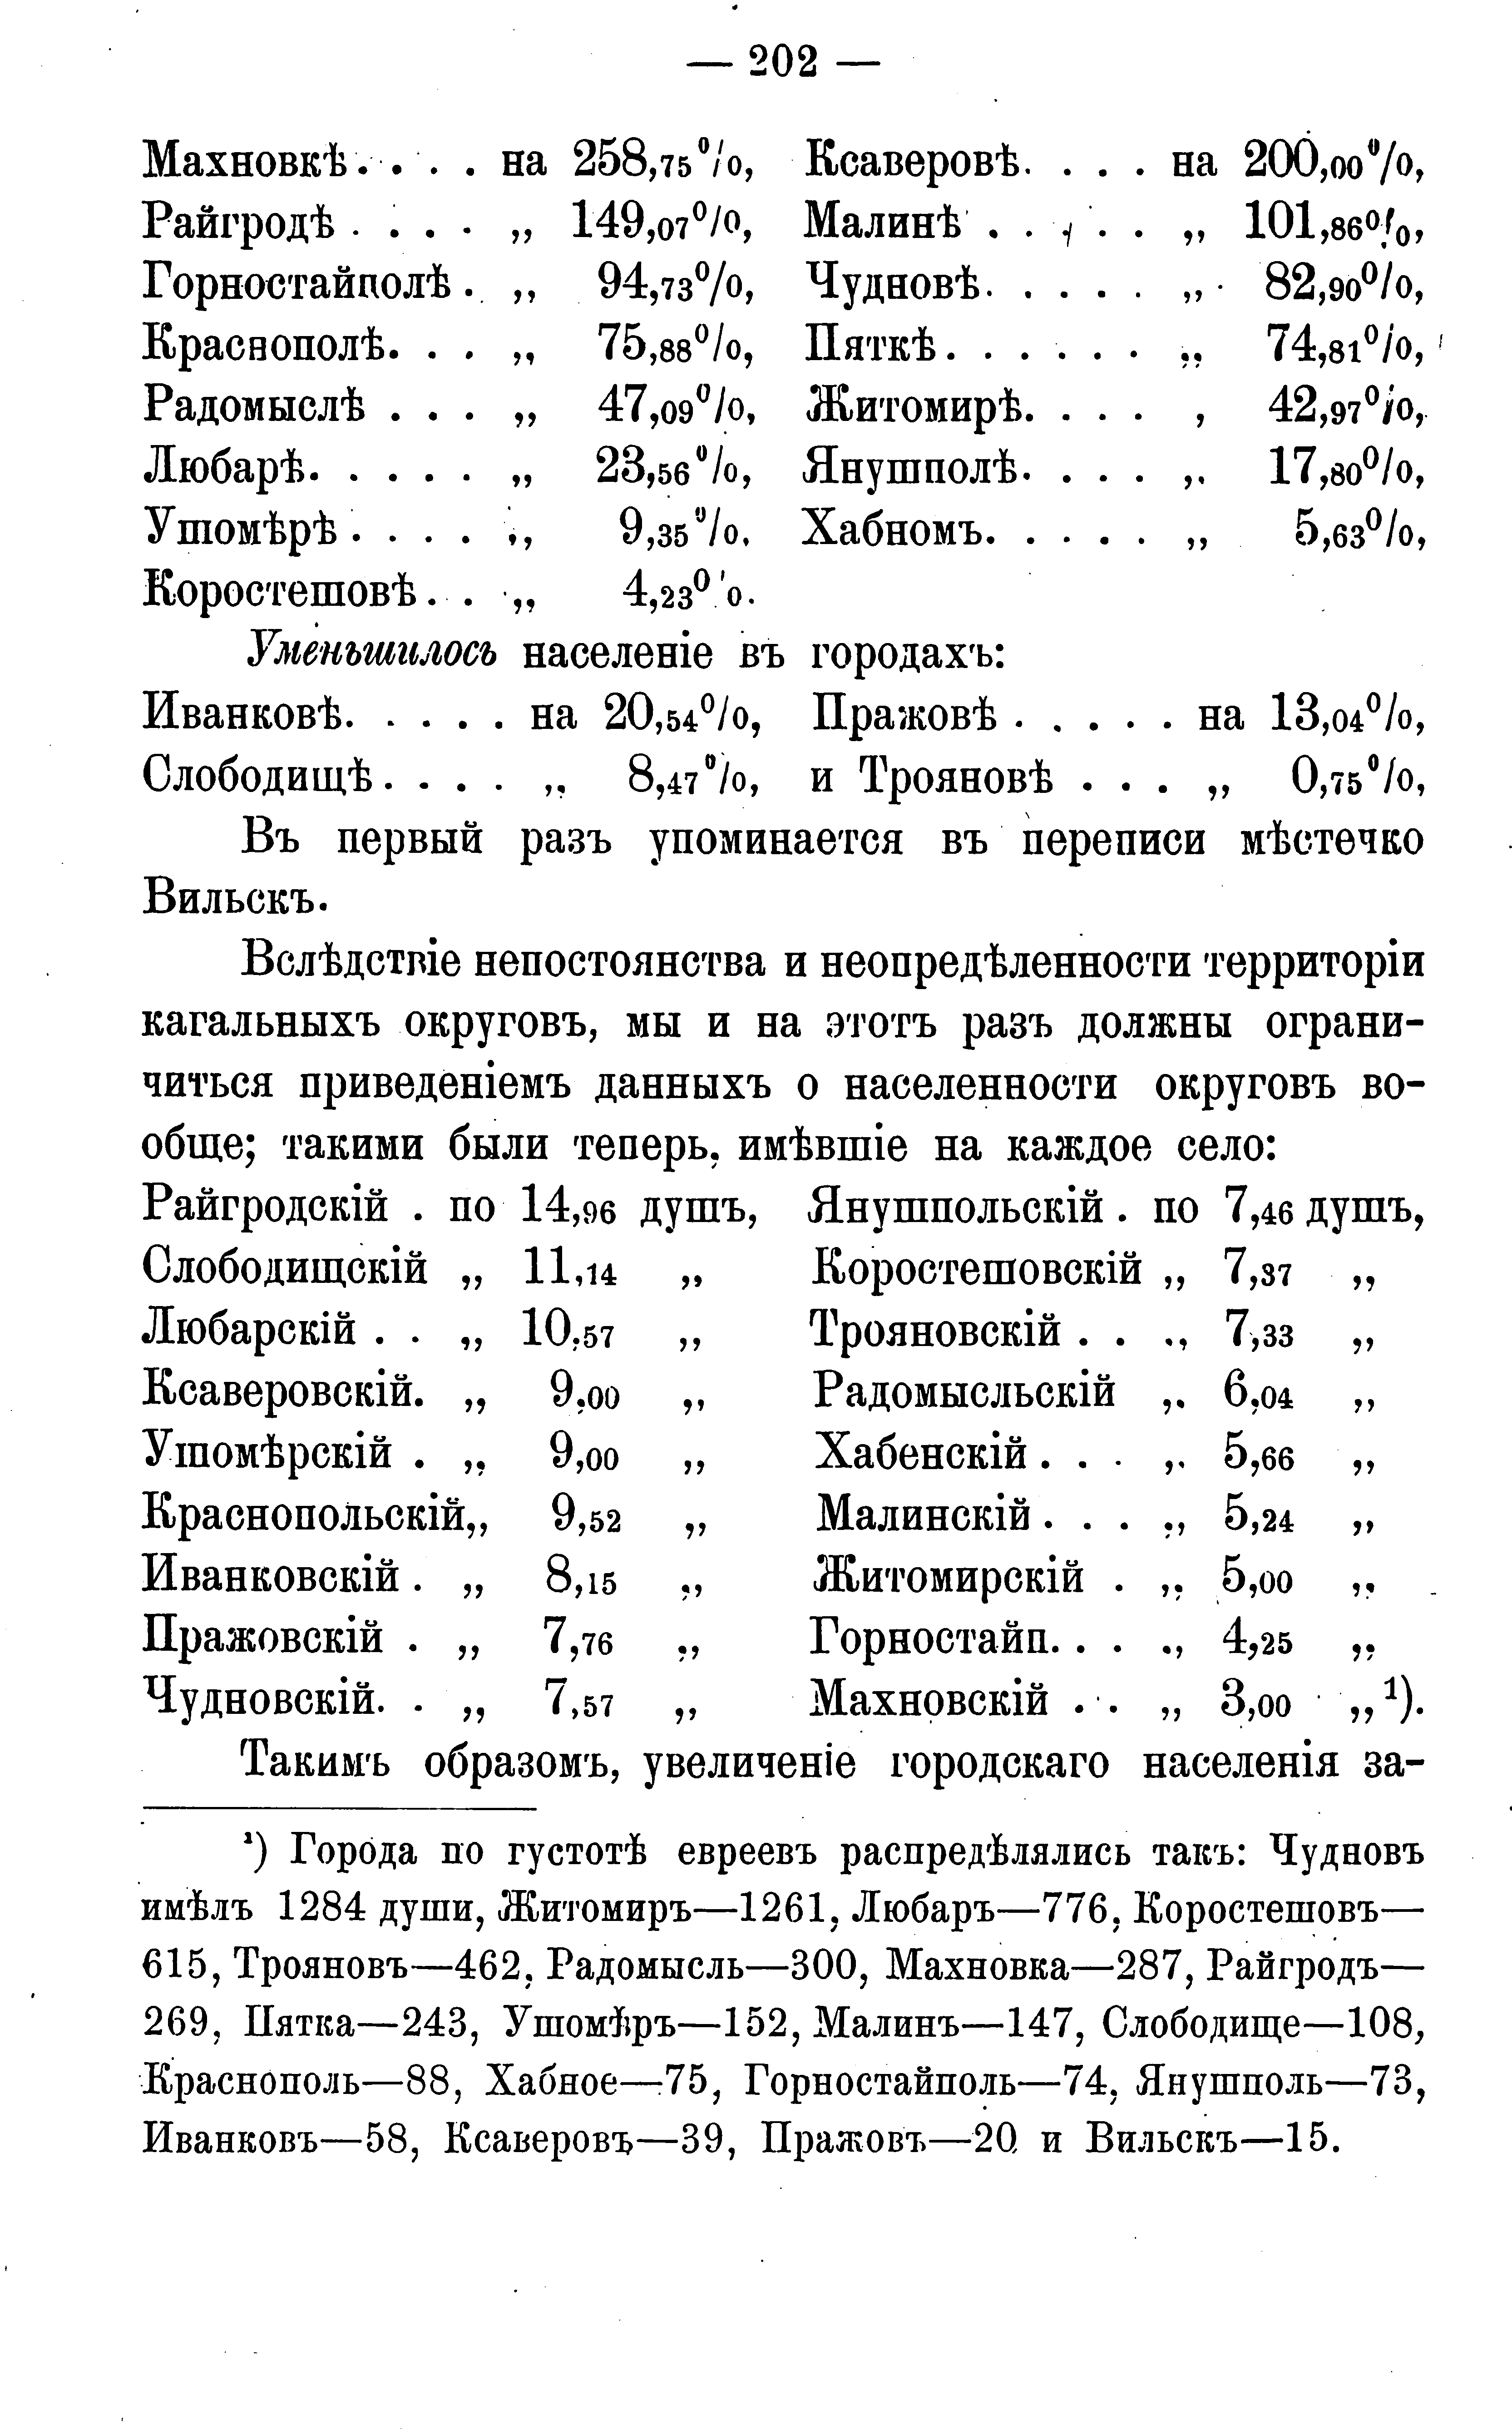 — 202 —
Махновкѣ. . . . на 258,75%, Ксаверовѣ. . . . на 200,00%,
Райгродѣ . . . . „ 149,07%, Малинѣ . . . . . „ 101,86%,
Горностайполѣ . „ 94,73%, Чудновѣ. . . . . „ 82,90%,
Краснополѣ. . . „ 75,88%, Пяткѣ. . . . . . „ 74,81%,
Радомыслѣ . . . „ 47,09%, Житомирѣ. . . . , 42,97%,
Любарѣ. . . . . „ 23,56%, Янушполѣ. . . . „ 17,80%,
Ушомѣрѣ . . . . „ 9,35%. Хабномъ. . . . . „ 5,63%,
Коростешовѣ . . „ 4,23%.
Уменьшилось населеніе въ городахъ:
Иванковѣ. . . . . на 20,54%, Пражовѣ . . . . . на 13,04%,
Слободищѣ. . . . „ 8,47%, и Трояновѣ . . . „ 0,75%,
Въ первый разъ упоминается въ переписи мѣстечко
Вильскъ.
Вслѣдствіе непостоянства и неопредѣленности территоріи
кагальныхъ округовъ, мы и на этотъ разъ должны ограни-
читься приведеніемъ данныхъ о населенности округовъ во-
обще; такими были теперь, имѣвшіе на каждое село:
Райгродскій . по 14,96 душъ, Янушпольскій . по 7,46 душъ,
Слободищскій „ 11,14 „ Коростешовскій „ 7,37 „
Любарскій . . „ 10,57 „ Трояновскій . . „ 7,33 „
Ксаверовскій. „ 9,00 „ Радомысльскій „ 6,04 „
Ушомѣрскій . „ 9,00 „ Хабенскій . . . „ 5,66 „
Краснопольскій„ 9,52 „ Малинскій . . . „ 5,24 „
Иванковскій . „ 8,15 „ Житомирскій . „ 5,00 „
Пражовскій . „ 7,76 „ Горностайп. . . „ 4,25 „
Чудновскій. . „ 7,57 „ Махновскій . . „ 3,00 „ ¹).
Такимъ образомъ, увеличеніе городскаго населенія за-
¹) Города по густотѣ евреевъ распредѣлялись такъ: Чудновъ
имѣлъ 1284 души, Житомиръ—1261, Любаръ—776, Коростешовъ—
615, Трояновъ—462, Радомысль—300, Махновка—287, Райгродъ—
269, Пятка—243, Ушомѣръ—152, Малинъ—147, Слободище—108,
Краснополь—88, Хабное—75, Горностайполь—74, Янушполь—73,
Иванковъ—58, Ксаверовъ—39, Пражовъ—20 и Вильскъ—15.